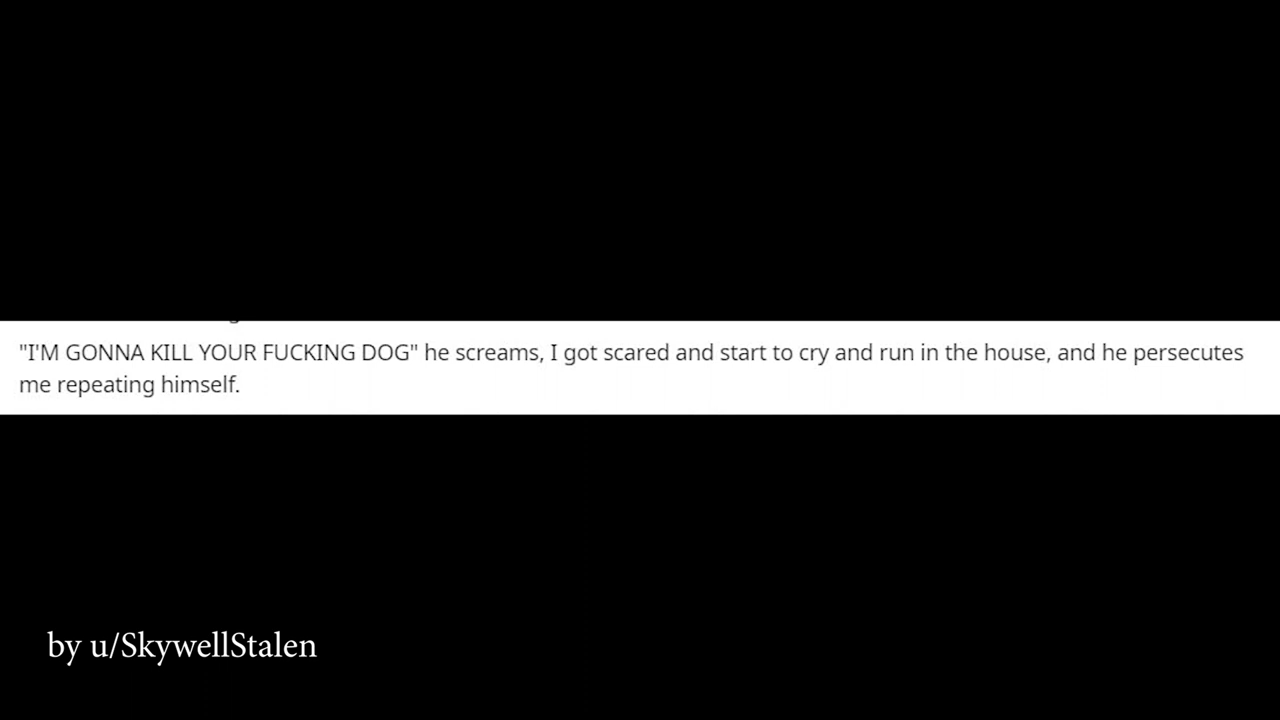 "I'M GONNA KILL YOUR FUCKING DOG" he screams, I got scared and start to cry and run in the house, and he persecutes
me repeating himself.
by u/SkywellStalen